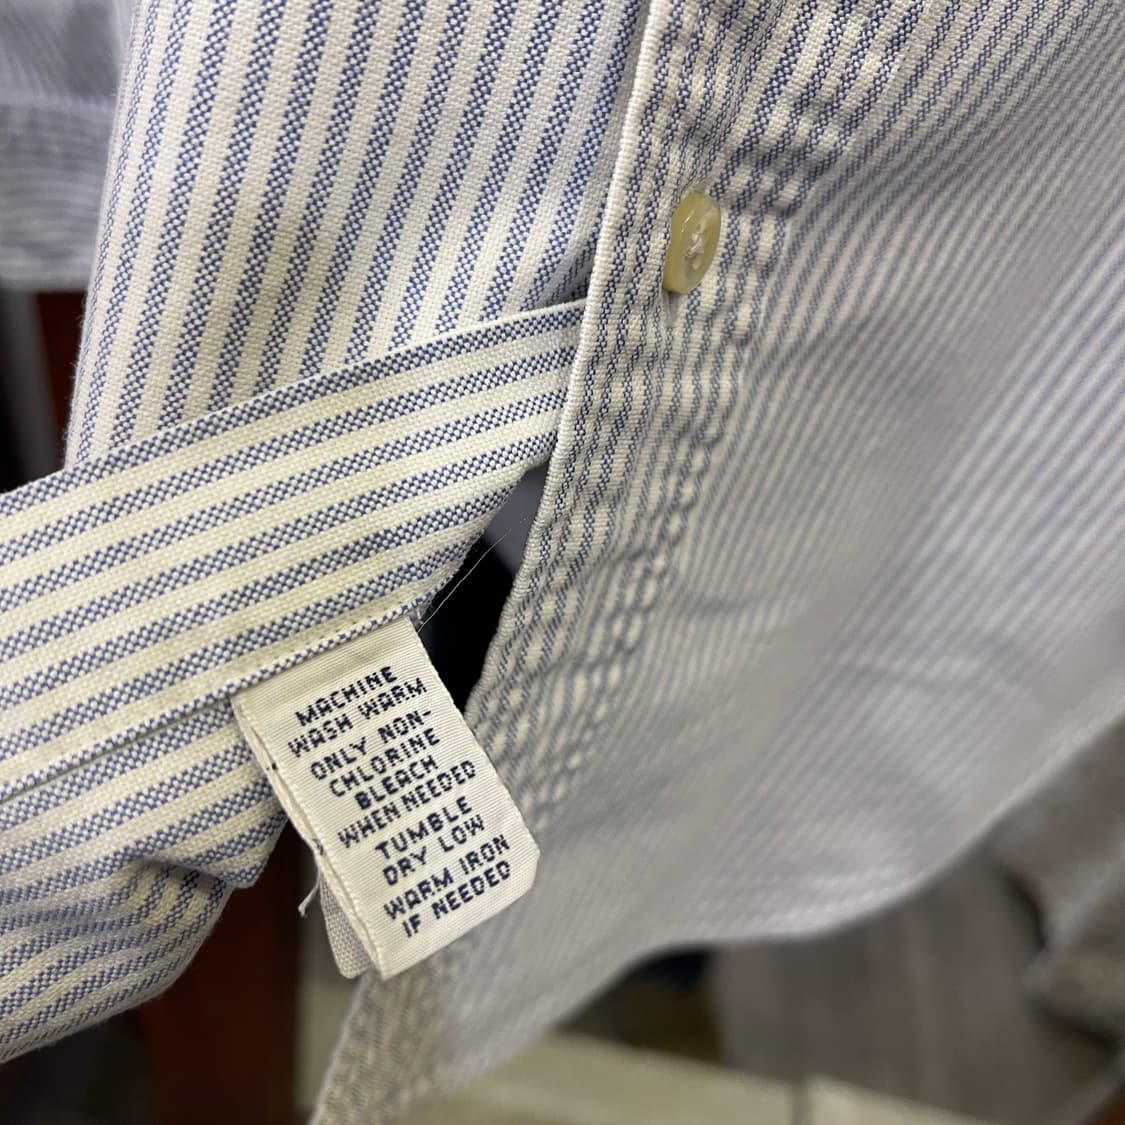 MACHINE
WASH WARM
ONLY NON-
CHLORINE
BLEACH
WHEN NEEDED
TUMBLE
DRY LOW
WARM IRON
IF NEEDED